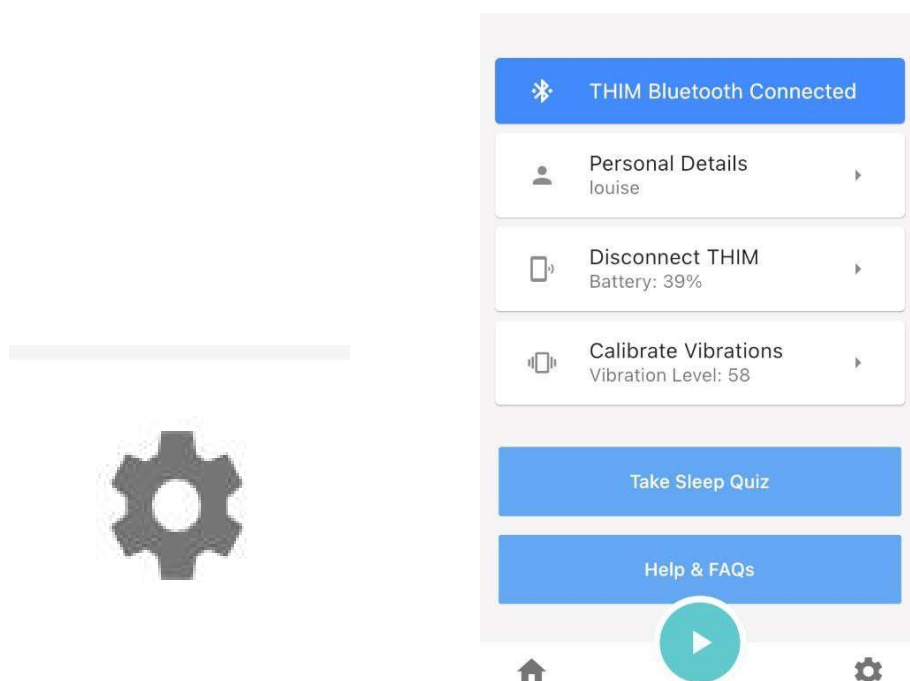 THIM Bluetooth Connected
Personal Details
louise
Disconnect THIM
Battery: 39%
Calibrate Vibrations
Vibration Level: 58
Take Sleep Quiz
Help & FAQs